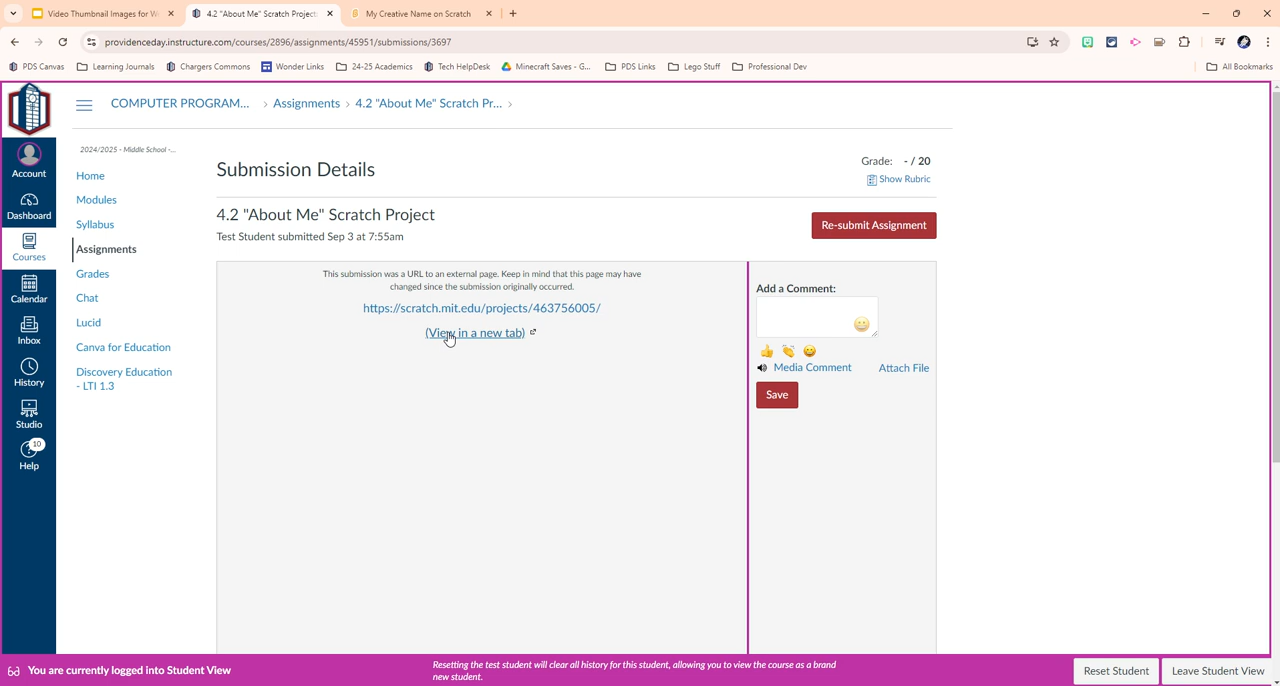 Video Thumbnail Images for W
4.2 "About Me" Scratch Project:
My Creative Name on Scratch
providenceday.instructure.com/courses/2896/assignments/45951/submissions/3697
PDS Canvas
Learning Journals
Chargers Commons
Wonder Links
24-25 Academics
Tech HelpDesk
Minecraft Saves - G...
PDS Links
Lego Stuff
Professional Dev
All Bookmarks
COMPUTER PROGRAM... › Assignments › 4.2 "About Me" Scratch Pr... ›
Account
Dashboard
Courses
Calendar
Inbox
History
Studio
10
Help
2024/2025 - Middle School -...
Home
Modules
Syllabus
Assignments
Grades
Chat
Lucid
Canva for Education
Discovery Education
- LTI 1.3
Submission Details
Grade: - / 20
Show Rubric
4.2 "About Me" Scratch Project
Test Student submitted Sep 3 at 7:55am
Re-submit Assignment
This submission was a URL to an external page. Keep in mind that this page may have
changed since the submission originally occurred.
https://scratch.mit.edu/projects/463756005/
(View in a new tab)
Add a Comment:
Media Comment
Attach File
Save
You are currently logged into Student View
Resetting the test student will clear all history for this student, allowing you to view the course as a brand
new student.
Reset Student
Leave Student View